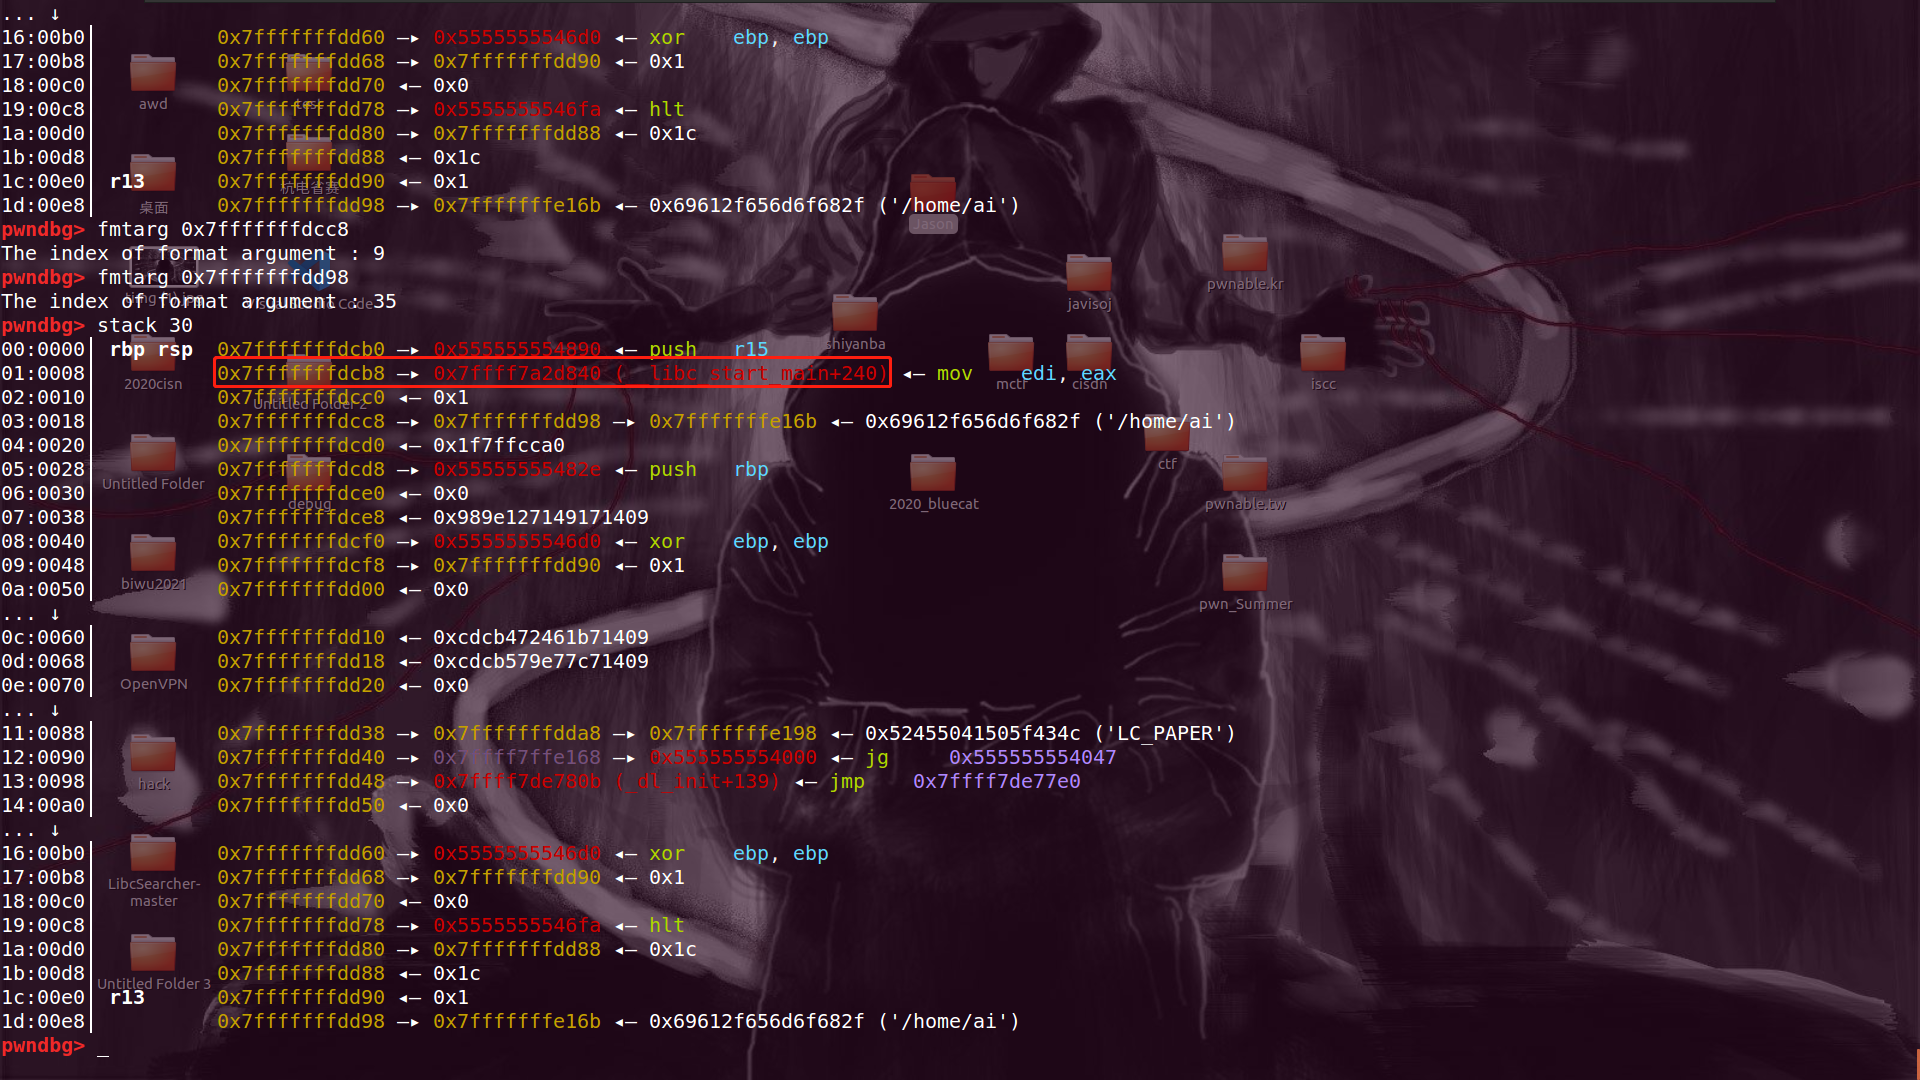 ... ↓
16:00b0│ 0x7fffffffdd60 —▸ 0x5555555546d0 ◂— xor ebp, ebp
17:00b8│ 0x7fffffffdd68 —▸ 0x7fffffffdd90 ◂— 0x1
18:00c0│ 0x7fffffffdd70 ◂— 0x0
19:00c8│ 0x7fffffffdd78 —▸ 0x5555555546fa ◂— hlt
1a:00d0│ 0x7fffffffdd80 —▸ 0x7fffffffdd88 ◂— 0x1c
1b:00d8│ 0x7fffffffdd88 ◂— 0x1c
1c:00e0│ r13 0x7fffffffdd90 ◂— 0x1
1d:00e8│ 0x7fffffffdd98 —▸ 0x7fffffffe16b ◂— 0x69612f656d6f682f ('/home/ai')
pwndbg> fmtarg 0x7fffffffdcc8
The index of format argument : 9
pwndbg> fmtarg 0x7fffffffdd98
The index of format argument : 35
pwndbg> stack 30
00:0000│ rbp rsp 0x7fffffffdcb0 —▸ 0x555555554890 ◂— push r15
01:0008│ 0x7fffffffdcb8 —▸ 0x7ffff7a2d840 (__libc_start_main+240) ◂— mov edi, eax
02:0010│ 0x7fffffffdcc0 ◂— 0x1
03:0018│ 0x7fffffffdcc8 —▸ 0x7fffffffdd98 —▸ 0x7fffffffe16b ◂— 0x69612f656d6f682f ('/home/ai')
04:0020│ 0x7fffffffdcd0 ◂— 0x1f7ffcca0
05:0028│ 0x7fffffffdcd8 —▸ 0x55555555482e ◂— push rbp
06:0030│ 0x7fffffffdce0 ◂— 0x0
07:0038│ 0x7fffffffdce8 ◂— 0x989e127149171409
08:0040│ 0x7fffffffdcf0 —▸ 0x5555555546d0 ◂— xor ebp, ebp
09:0048│ 0x7fffffffdcf8 —▸ 0x7fffffffdd90 ◂— 0x1
0a:0050│ 0x7fffffffdd00 ◂— 0x0
... ↓
0c:0060│ 0x7fffffffdd10 ◂— 0xcdcb472461b71409
0d:0068│ 0x7fffffffdd18 ◂— 0xcdcb579e77c71409
0e:0070│ 0x7fffffffdd20 ◂— 0x0
... ↓
11:0088│ 0x7fffffffdd38 —▸ 0x7fffffffdda8 —▸ 0x7fffffffe198 ◂— 0x52455041505f434c ('LC_PAPER')
12:0090│ 0x7fffffffdd40 —▸ 0x7ffff7ffe168 —▸ 0x555555554000 ◂— jg 0x555555554047
13:0098│ 0x7fffffffdd48 —▸ 0x7ffff7de780b (_dl_init+139) ◂— jmp 0x7ffff7de77e0
14:00a0│ 0x7fffffffdd50 ◂— 0x0
... ↓
16:00b0│ 0x7fffffffdd60 —▸ 0x5555555546d0 ◂— xor ebp, ebp
17:00b8│ 0x7fffffffdd68 —▸ 0x7fffffffdd90 ◂— 0x1
18:00c0│ 0x7fffffffdd70 ◂— 0x0
19:00c8│ 0x7fffffffdd78 —▸ 0x5555555546fa ◂— hlt
1a:00d0│ 0x7fffffffdd80 —▸ 0x7fffffffdd88 ◂— 0x1c
1b:00d8│ 0x7fffffffdd88 ◂— 0x1c
1c:00e0│ r13 0x7fffffffdd90 ◂— 0x1
1d:00e8│ 0x7fffffffdd98 —▸ 0x7fffffffe16b ◂— 0x69612f656d6f682f ('/home/ai')
pwndbg> _
awd
test
桌面
杭电省赛
Jason
pwnable.kr
javisoj
Visual Studio Code
shiyanba
2020cisn
mctf
cisdn
iscc
Untitled Folder 2
ctf
Untitled Folder
debug
2020_bluecat
pwnable.tw
biwu2021
pwn_Summer
OpenVPN
hack
LibcSearcher-
master
Untitled Folder 3